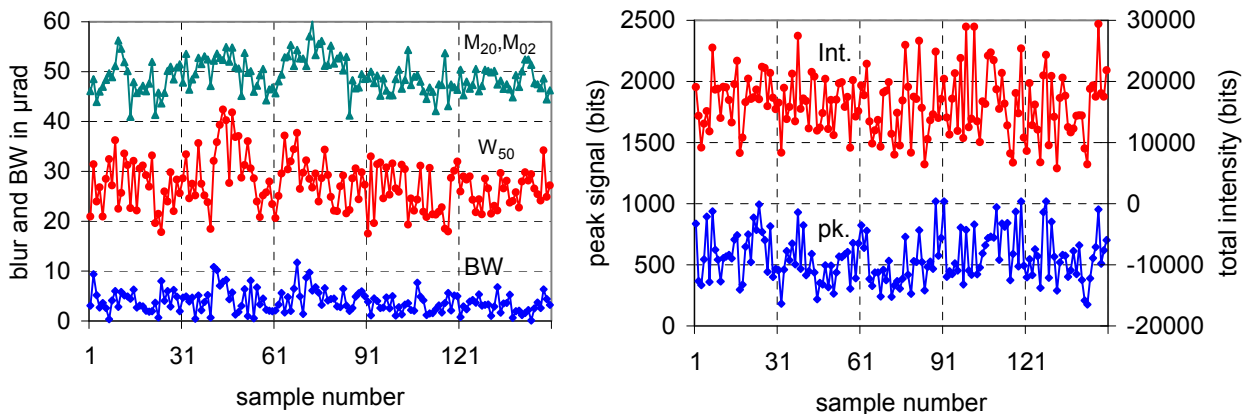 blur and BW in μrad
60
50
40
30
20
10
0
M20,M02
W50
BW
1 31 61 91 121
sample number
peak signal (bits)
2500
2000
1500
1000
500
0
Int.
pk.
30000
20000
10000
0
-10000
-20000
total intensity (bits)
1 31 61 91 121
sample number